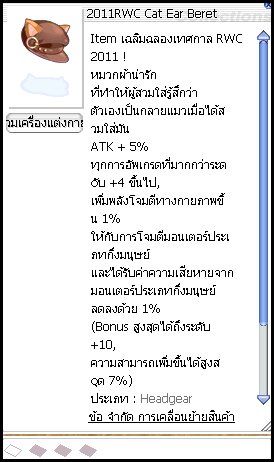 2011RWC Cat Ear Beret
Item เฉลิมฉลองเทศกาล RWC
2011 !
หมวกผ้าน่ารัก
ที่ทำให้ผู้สวมใส่รู้สึกว่า
ตัวเองเป็นกลายแมวเมื่อได้ส
วมใส่มัน
ATK + 5%
ทุกการอัพเกรดที่มากกว่าระด
ดับ +4 ขึ้นไป,
เพิ่มพลังโจมตีทางกายภาพขึ้
น 1%
ให้กับการโจมตีมอนเตอร์ประเ
ภทกึ่งมนุษย์
และได้รับค่าความเสียหายจาก
มอนเตอร์ประเภทกึ่งมนุษย์
ลดลงด้วย 1%
(Bonus สูงสุดได้ถึงระดับ
+10,
ความสามารถเพิ่มขึ้นได้สูงส
ุด 7%)
ประเภท : Headgear
ข้อ จำกัด การเคลื่อนย้ายสินค้า
วมเครื่องแต่งกาย